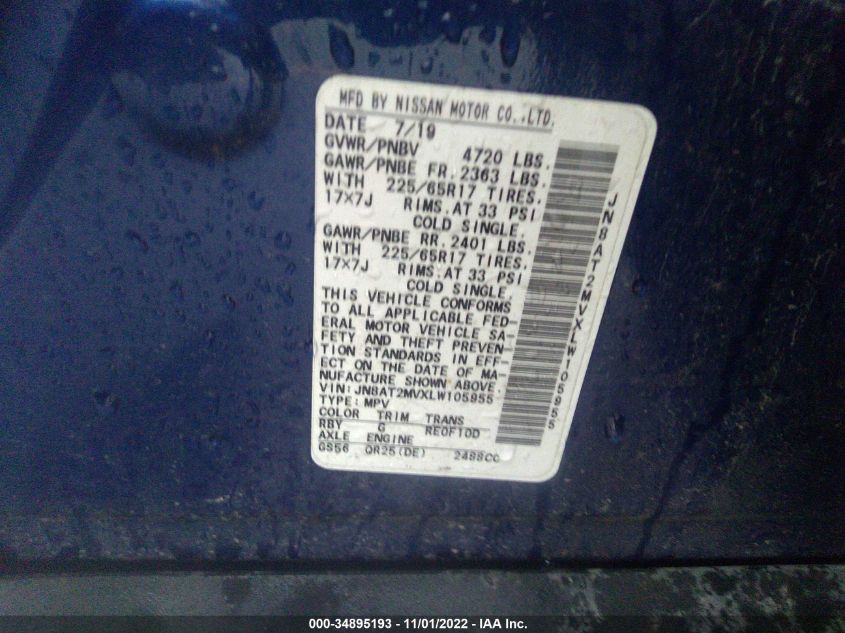 MFD BY NISSAN MOTOR CO.,LTD.
DATE 7/19
GVWR/PNBV 4720 LBS.
GAWR/PNBE FR. 2363 LBS.
WITH 225/65R17 TIRES.
17×7J RIMS.AT 33 PSI
COLD SINGLE.
GAWR/PNBE RR. 2401 LBS.
WITH 225/65R17 TIRES.
17×7J RIMS.AT 33 PSI
COLD SINGLE.
THIS VEHICLE CONFORMS
TO ALL APPLICABLE FED-
ERAL MOTOR VEHICLE SA-
FETY AND THEFT PREVEN-
TION STANDARDS IN EFF-
ECT ON THE DATE OF MA-
NUFACTURE SHOWN ABOVE.
VIN:JN8AT2MVXLW105955
TYPE:MPV
COLOR TRIM TRANS
RBY G RE0F10D
AXLE ENGINE
GS56 QR25(DE) 2488CC
JN8AT2MVXLW105955
000-34895193 - 11/01/2022 - IAA Inc.